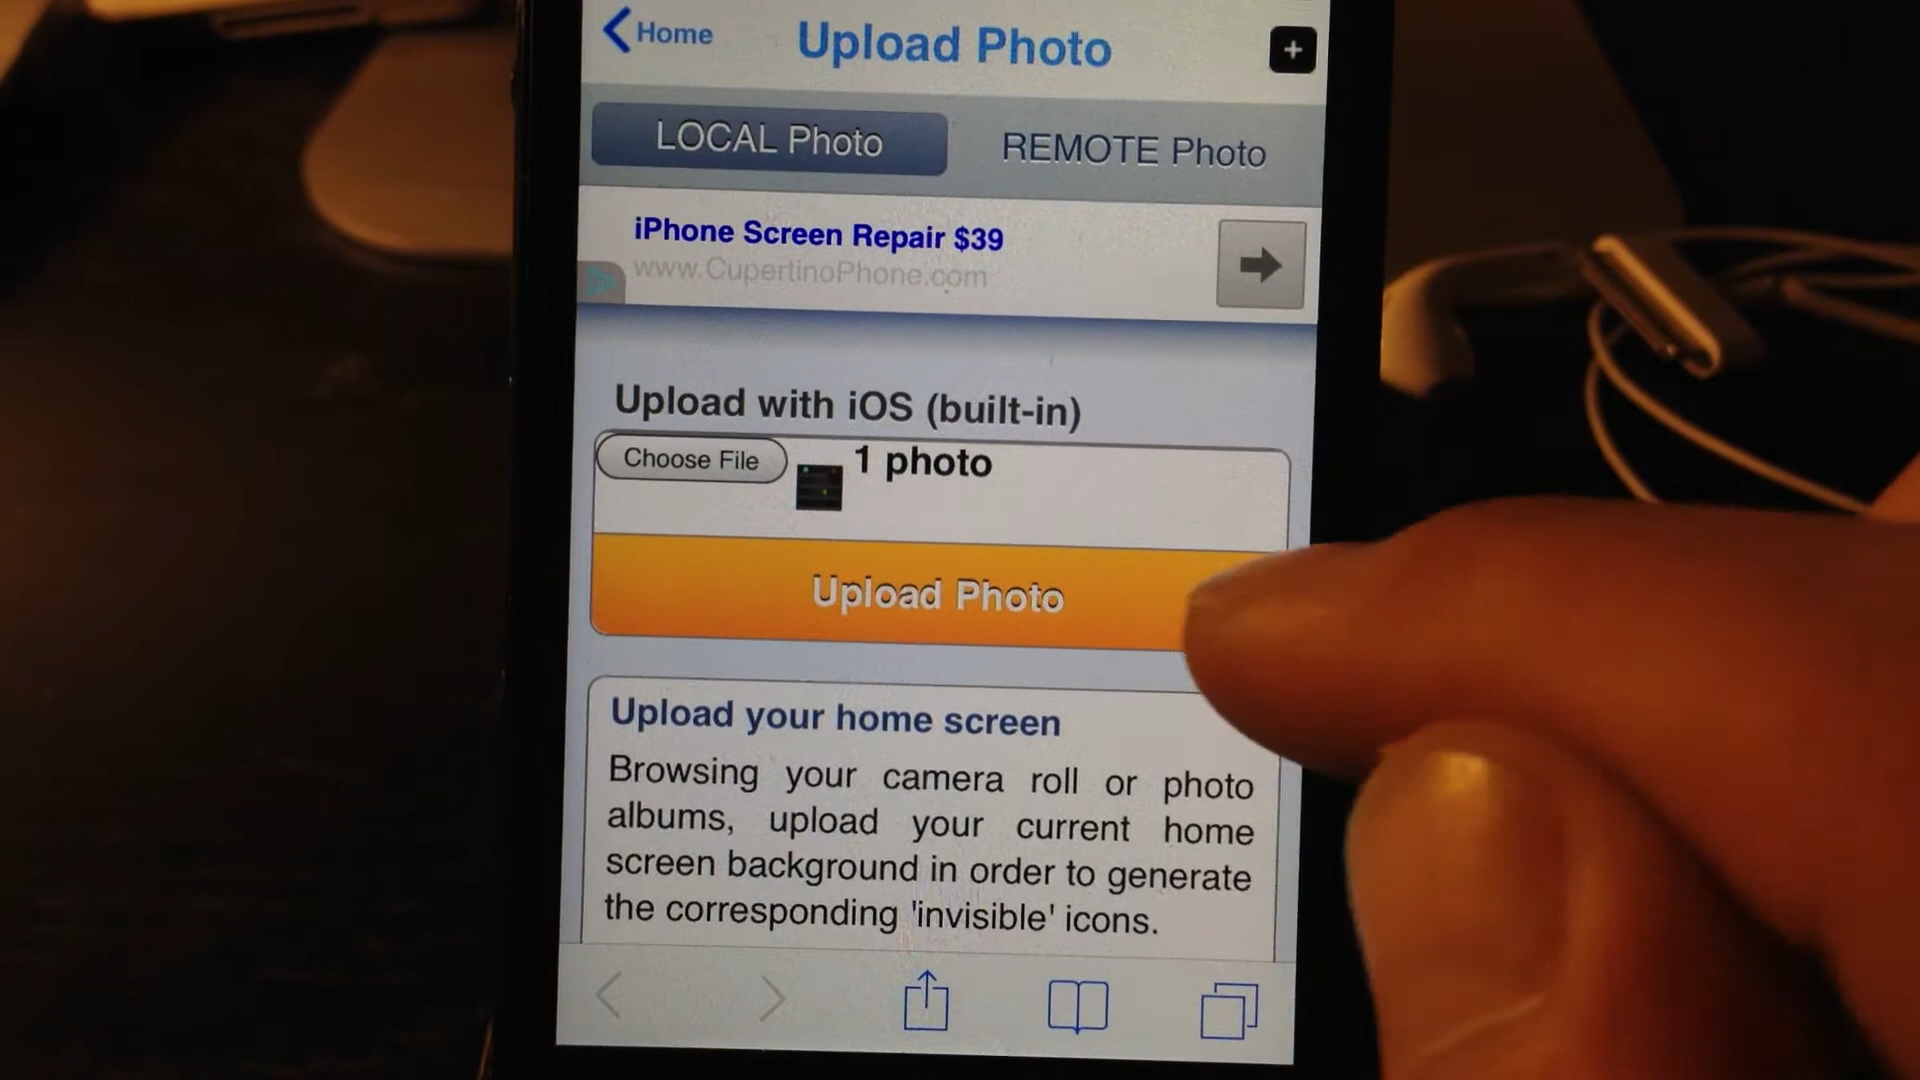 Home
Upload Photo
LOCAL Photo
REMOTE Photo
iPhone Screen Repair $39
www.CupertinoPhone.com
Upload with iOS (built-in)
Choose File
1 photo
Upload Photo
Upload your home screen
Browsing your camera roll or photo
albums, upload your current home
screen background in order to generate
the corresponding 'invisible' icons.